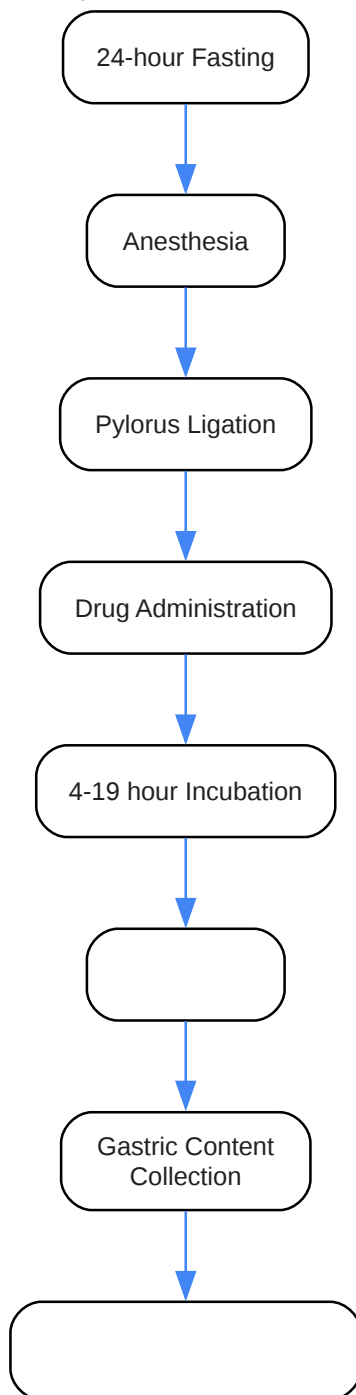 24-hour Fasting
Anesthesia
Pylorus Ligation
Drug Administration
4-19 hour Incubation
Gastric Content
Collection